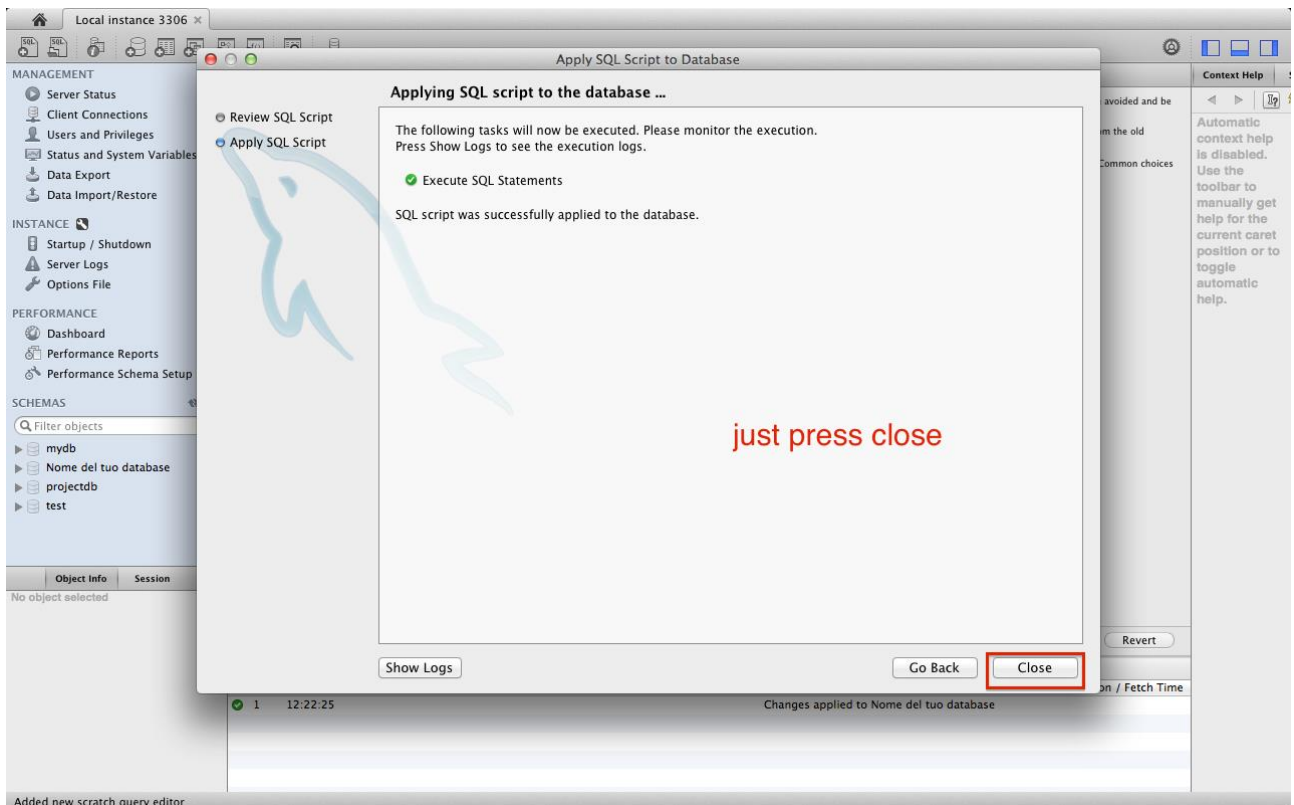 Local instance 3306
Apply SQL Script to Database
MANAGEMENT
Server Status
Client Connections
Users and Privileges
Status and System Variables
Data Export
Data Import/Restore
INSTANCE
Startup / Shutdown
Server Logs
Options File
PERFORMANCE
Dashboard
Performance Reports
Performance Schema Setup
SCHEMAS
Filter objects
mydb
Nome del tuo database
projectdb
test
Object Info Session
No object selected
Review SQL Script
Apply SQL Script
Applying SQL script to the database ...
The following tasks will now be executed. Please monitor the execution.
Press Show Logs to see the execution logs.
Execute SQL Statements
SQL script was successfully applied to the database.
just press close
Show Logs Go Back Close
avoided and be
the old
Common choices
Revert
/ Fetch Time
1 12:22:25 Changes applied to Nome del tuo database
Context Help
Automatic
context help
is disabled.
Use the
toolbar to
manually get
help for the
current caret
position or to
toggle
automatic
help.
Added new scratch query editor